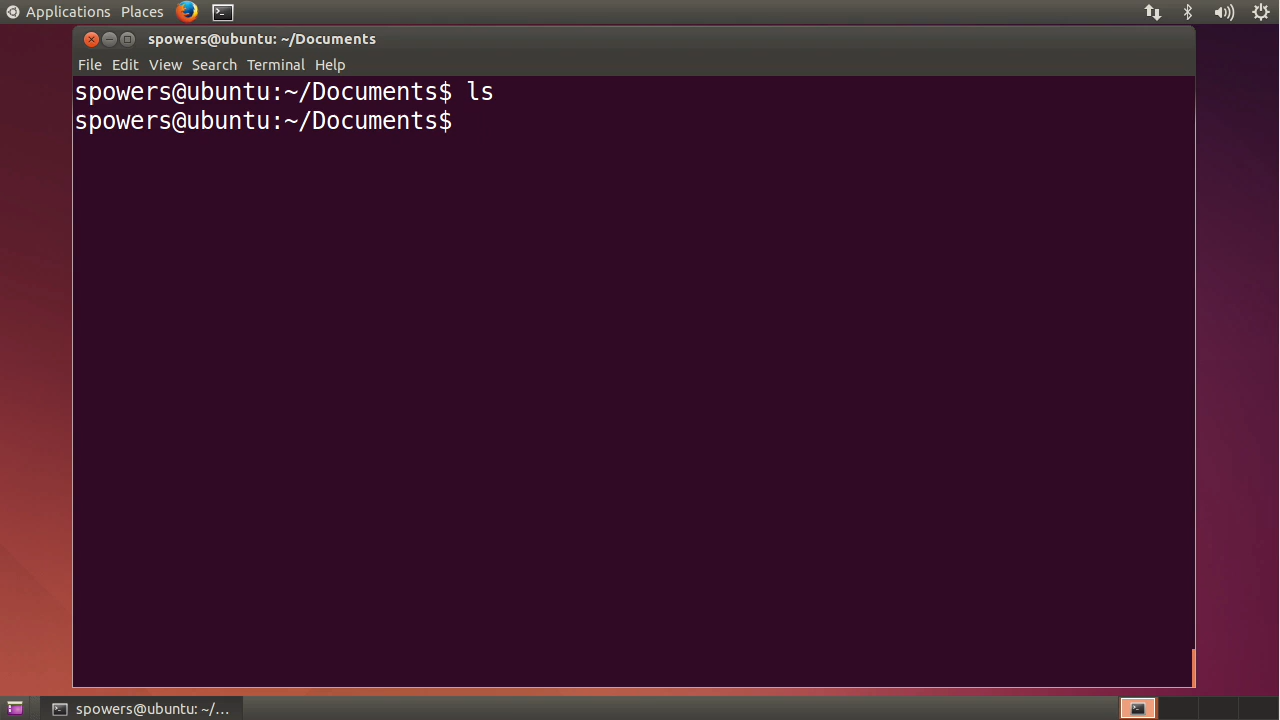 Applications Places
spowers@ubuntu: ~/Documents
File Edit View Search Terminal Help
spowers@ubuntu:~/Documents$ ls
spowers@ubuntu:~/Documents$
spowers@ubuntu: ~/...